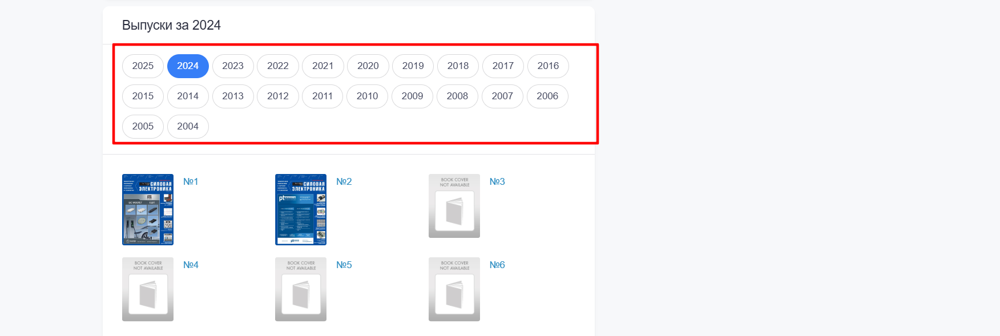 Выпуски за 2024
2025 2024 2023 2022 2021 2020 2019 2018 2017 2016
2015 2014 2013 2012 2011 2010 2009 2008 2007 2006
2005 2004
СИЛОВАЯ
ЭЛЕКТРОНИКА
№1
СИЛОВАЯ
ЭЛЕКТРОНИКА
№2
BOOK COVER
NOT AVAILABLE
№3
BOOK COVER
NOT AVAILABLE
№4
BOOK COVER
NOT AVAILABLE
№5
BOOK COVER
NOT AVAILABLE
№6